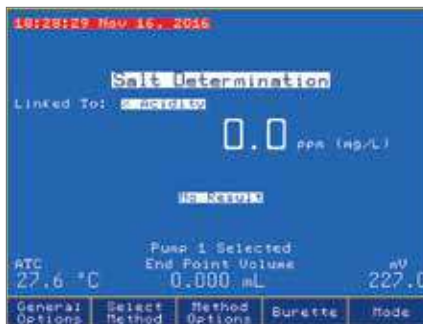 18:28:29 Nov 16, 2016
Salt Determination
Linked To: % Acidity
0.0 ppm (mg/L)
No Result
Pump 1 Selected
ATC End Point Volume mV
27.6 °C 0.000 mL 227.0
General Options Select Method Method Options Burette Mode